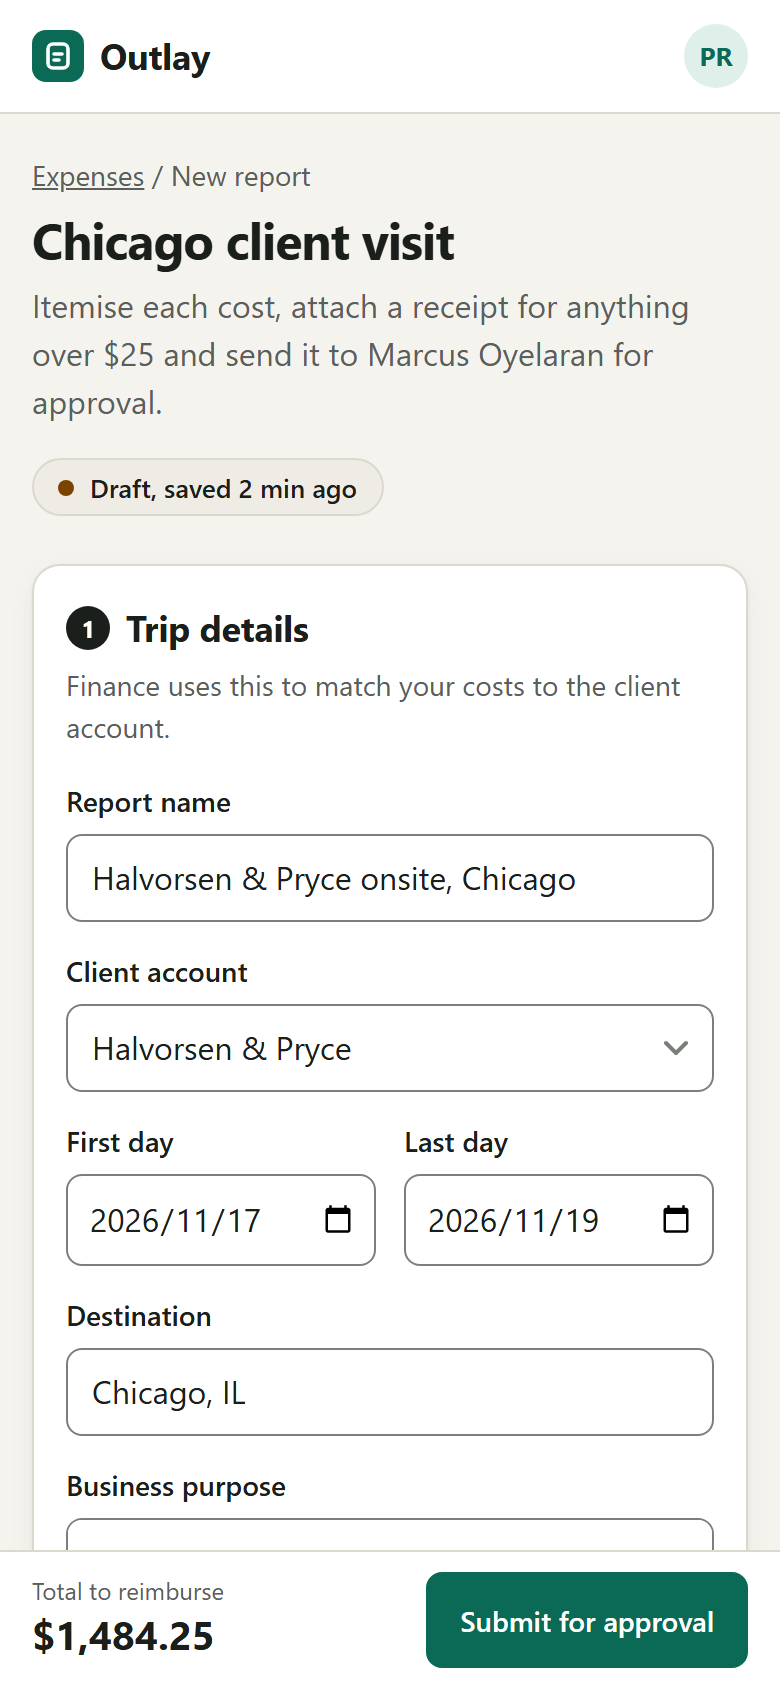 Outlay
PR
Expenses / New report
Chicago client visit
Itemise each cost, attach a receipt for anything
over $25 and send it to Marcus Oyelaran for
approval.
Draft, saved 2 min ago
1 Trip details
Finance uses this to match your costs to the client
account.
Report name
Halvorsen & Pryce onsite, Chicago
Client account
Halvorsen & Pryce
First day
Last day
2026/11/17
2026/11/19
Destination
Chicago, IL
Business purpose
Total to reimburse
$1,484.25
Submit for approval